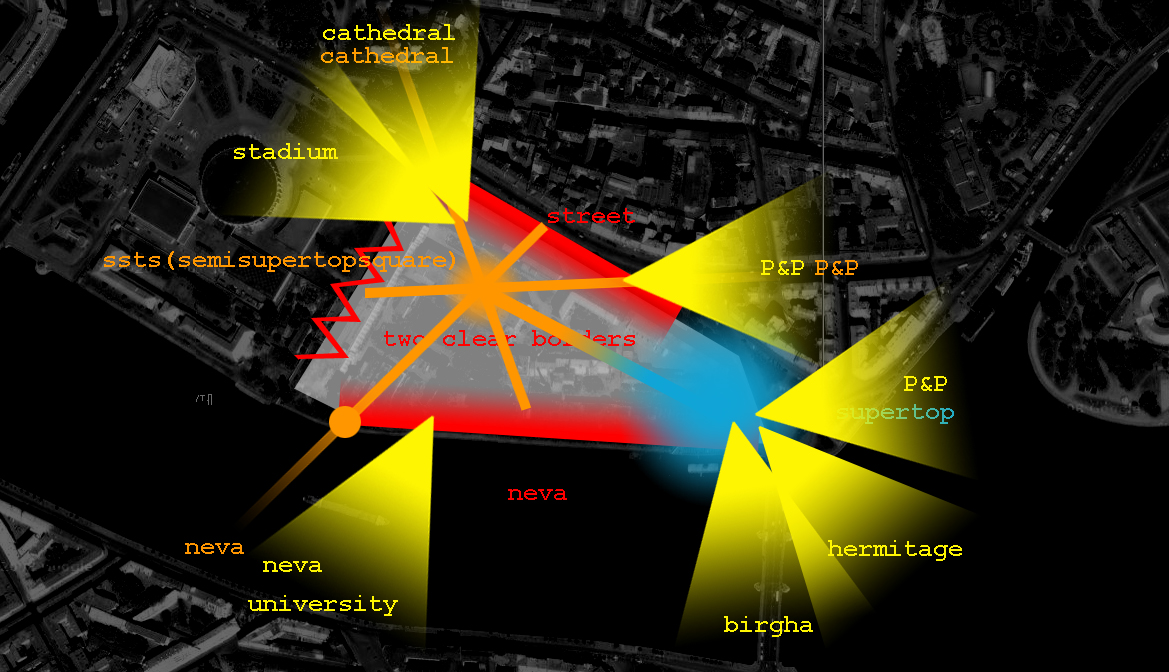 cathedral
cathedral
stadium
street
ssts(semisupertopsquare)
P&P P&P
two clear borders
P&P
supertop
neva
neva
neva
hermitage
university
birgha